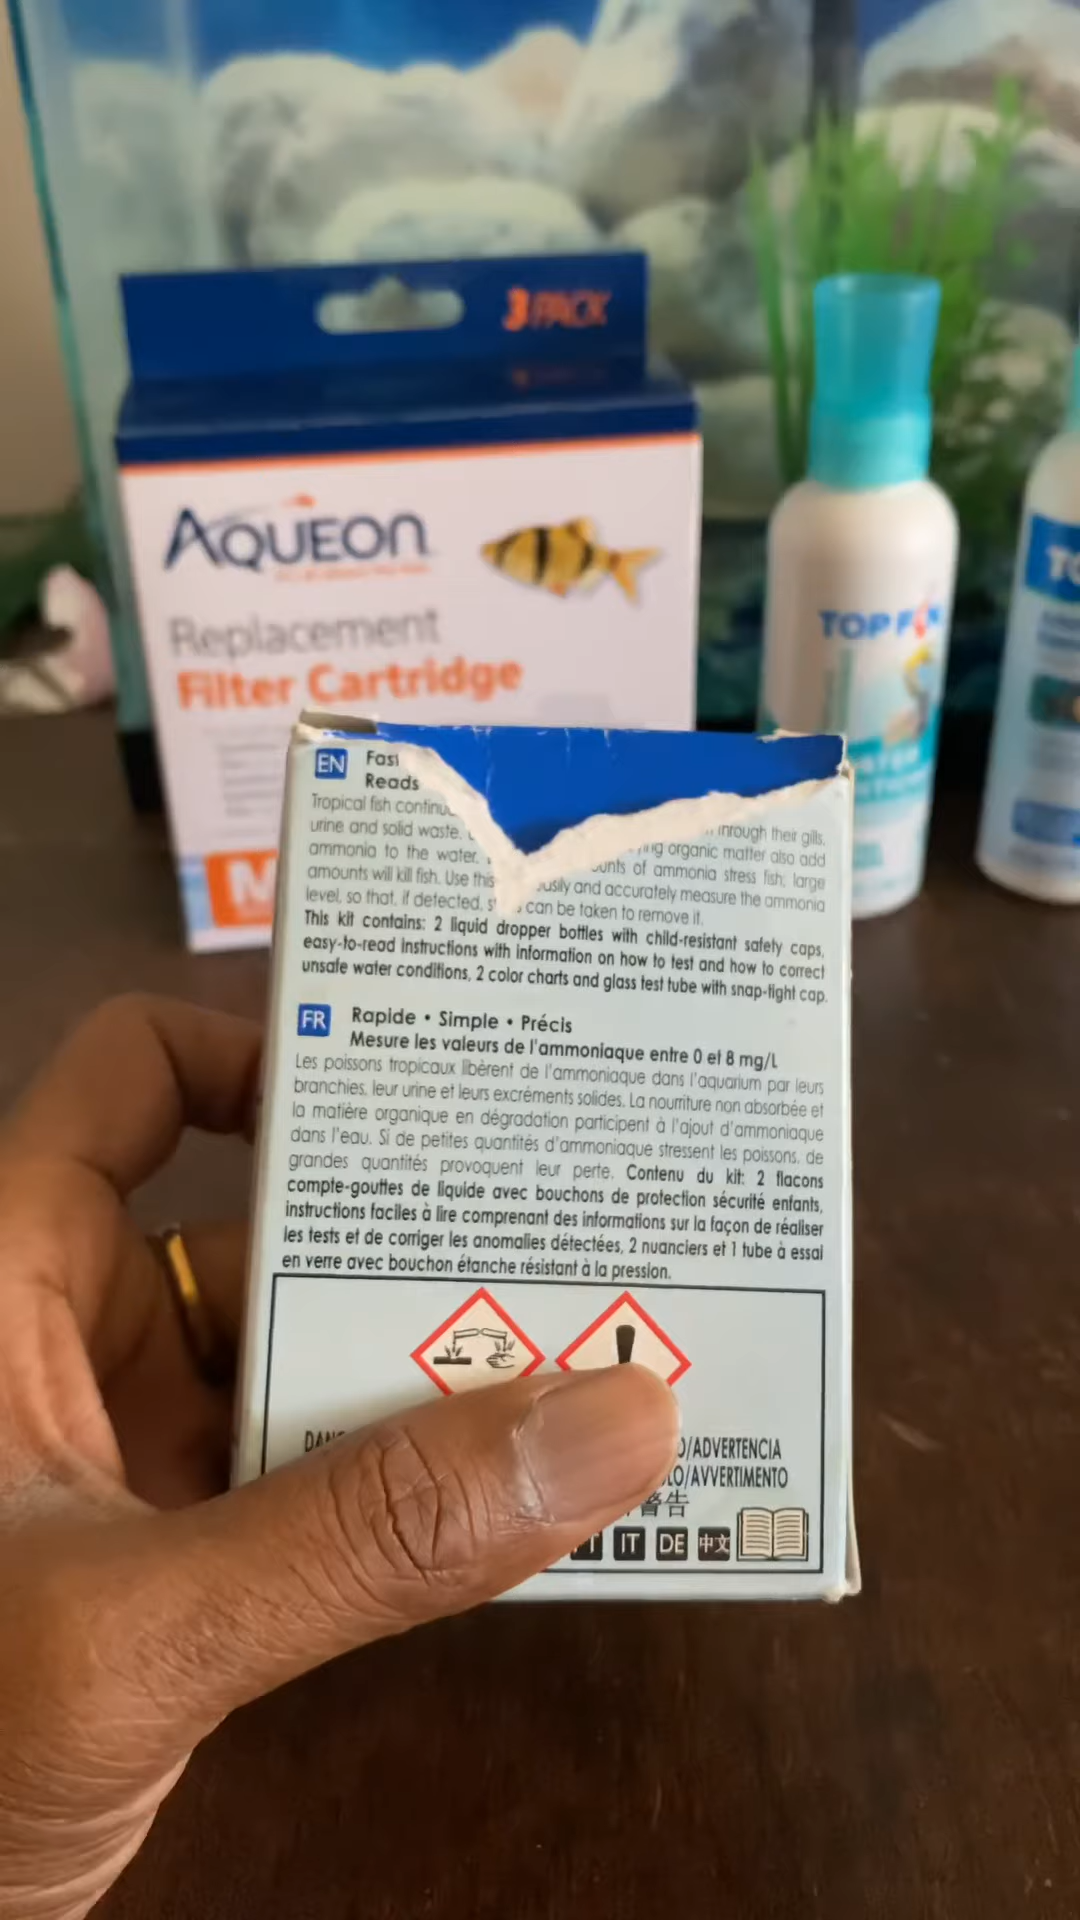 3 PACK
AQUEON
Replacement
Filter Cartridge
M
TOP FIN
TO
EN Fast
Reads
Tropical fish continu through their gills,
urine and solid waste. ing organic matter also add
ammonia to the water. unts of ammonia stress fish; large
amounts will kill fish. Use this usly and accurately measure the ammonia
level, so that, if detected, s can be taken to remove it.
This kit contains: 2 liquid dropper bottles with child-resistant safety caps,
easy-to-read instructions with information on how to test and how to correct
unsafe water conditions, 2 color charts and glass test tube with snap-tight cap.
FR Rapide • Simple • Précis
Mesure les valeurs de l'ammoniaque entre 0 et 8 mg/L
Les poissons tropicaux libèrent de l'ammoniaque dans l'aquarium par leurs
branchies, leur urine et leurs excréments solides. La nourriture non absorbée et
la matière organique en dégradation participent à l'ajout d'ammoniaque
dans l'eau. Si de petites quantités d'ammoniaque stressent les poissons, de
grandes quantités provoquent leur perte. Contenu du kit: 2 flacons
compte-gouttes de liquide avec bouchons de protection sécurité enfants,
instructions faciles à lire comprenant des informations sur la façon de réaliser
les tests et de corriger les anomalies détectées, 2 nuanciers et 1 tube à essai
en verre avec bouchon étanche résistant à la pression.
DANG O/ADVERTENCIA
LO/AVVERTIMENTO
警告
IT DE 中文